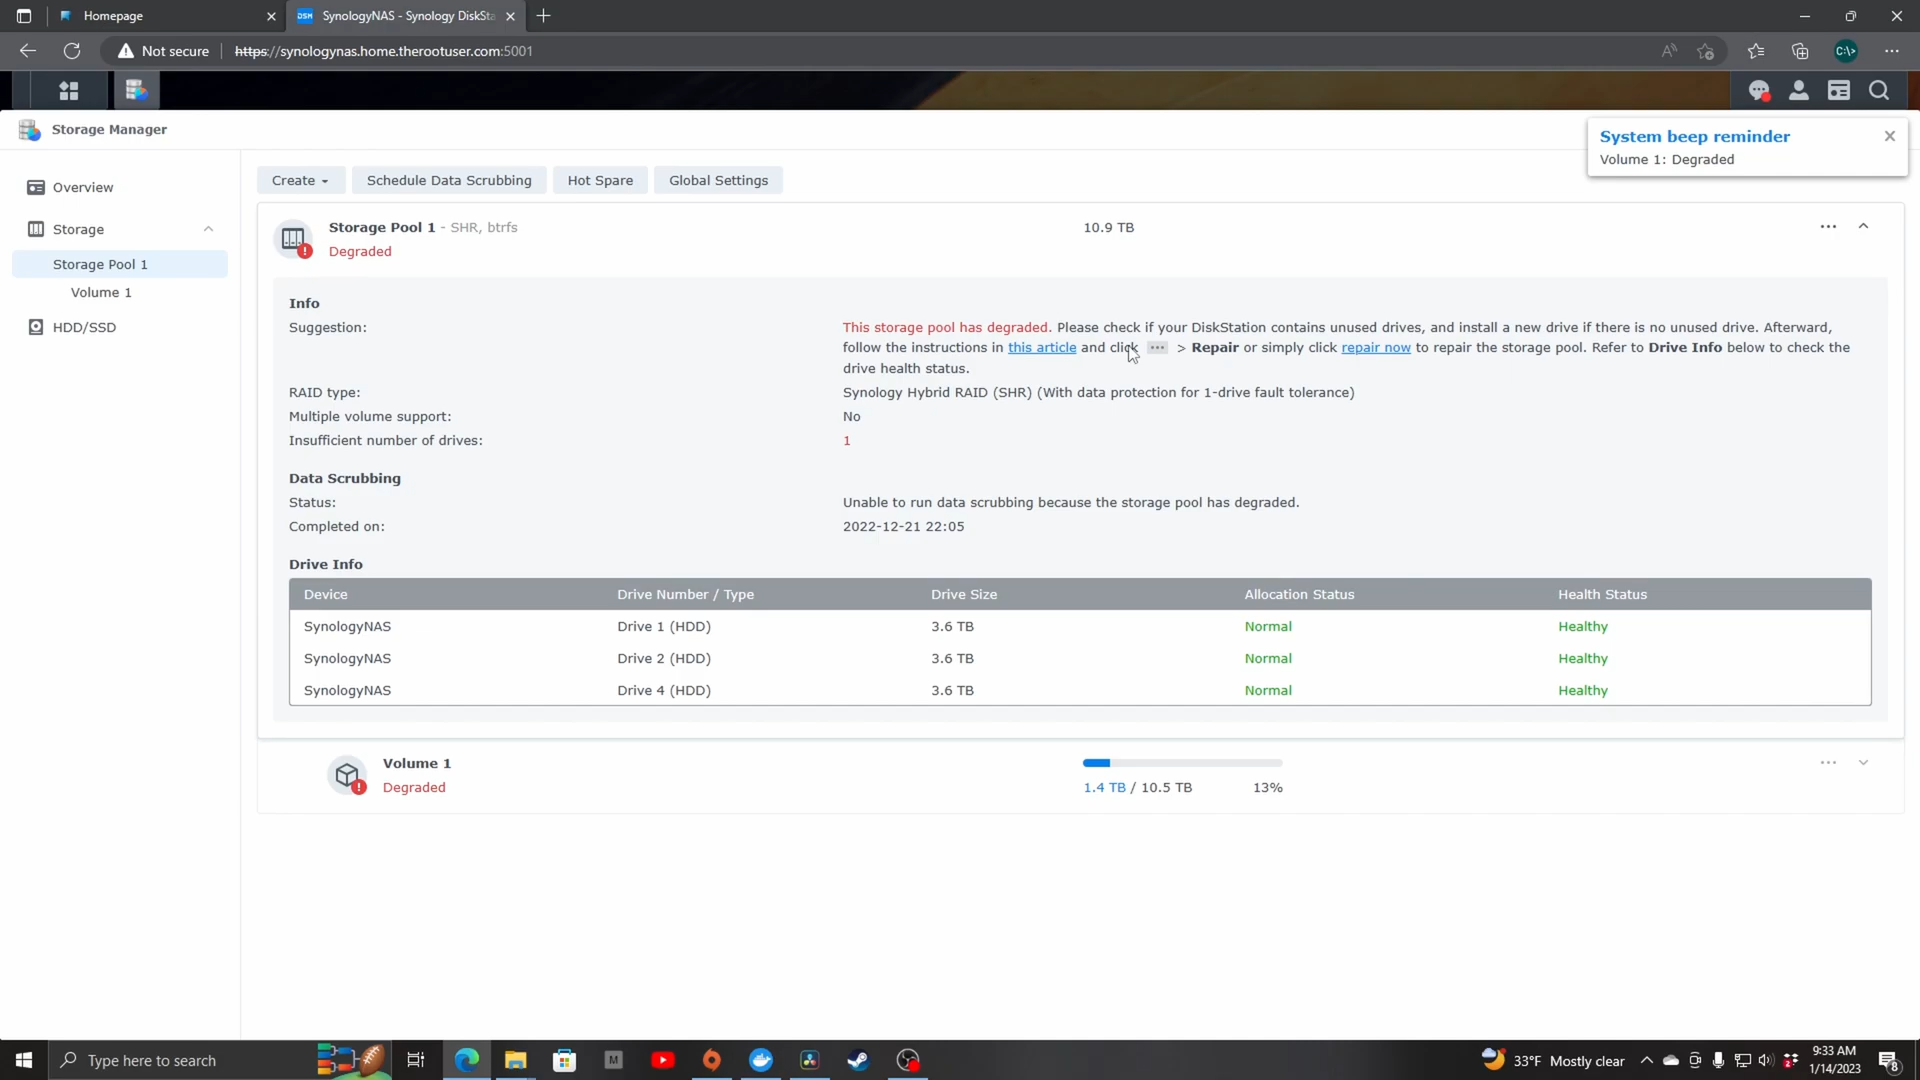 Homepage
SynologyNAS - Synology DiskSta
Not secure
https://synologynas.home.therootuser.com:5001
Storage Manager
System beep reminder
Volume 1: Degraded
Overview
Storage
Storage Pool 1
Volume 1
HDD/SSD
Create
Schedule Data Scrubbing
Hot Spare
Global Settings
Storage Pool 1 - SHR, btrfs
10.9 TB
Degraded
Info
Suggestion:
This storage pool has degraded. Please check if your DiskStation contains unused drives, and install a new drive if there is no unused drive. Afterward,
follow the instructions in this article and click ··· > Repair or simply click repair now to repair the storage pool. Refer to Drive Info below to check the
drive health status.
RAID type:
Synology Hybrid RAID (SHR) (With data protection for 1-drive fault tolerance)
Multiple volume support:
No
Insufficient number of drives:
1
Data Scrubbing
Status:
Unable to run data scrubbing because the storage pool has degraded.
Completed on:
2022-12-21 22:05
Drive Info
Device Drive Number / Type Drive Size Allocation Status Health Status
SynologyNAS Drive 1 (HDD) 3.6 TB Normal Healthy
SynologyNAS Drive 2 (HDD) 3.6 TB Normal Healthy
SynologyNAS Drive 4 (HDD) 3.6 TB Normal Healthy
Volume 1
Degraded
1.4 TB / 10.5 TB 13%
Type here to search
33°F Mostly clear
9:33 AM
1/14/2023
8